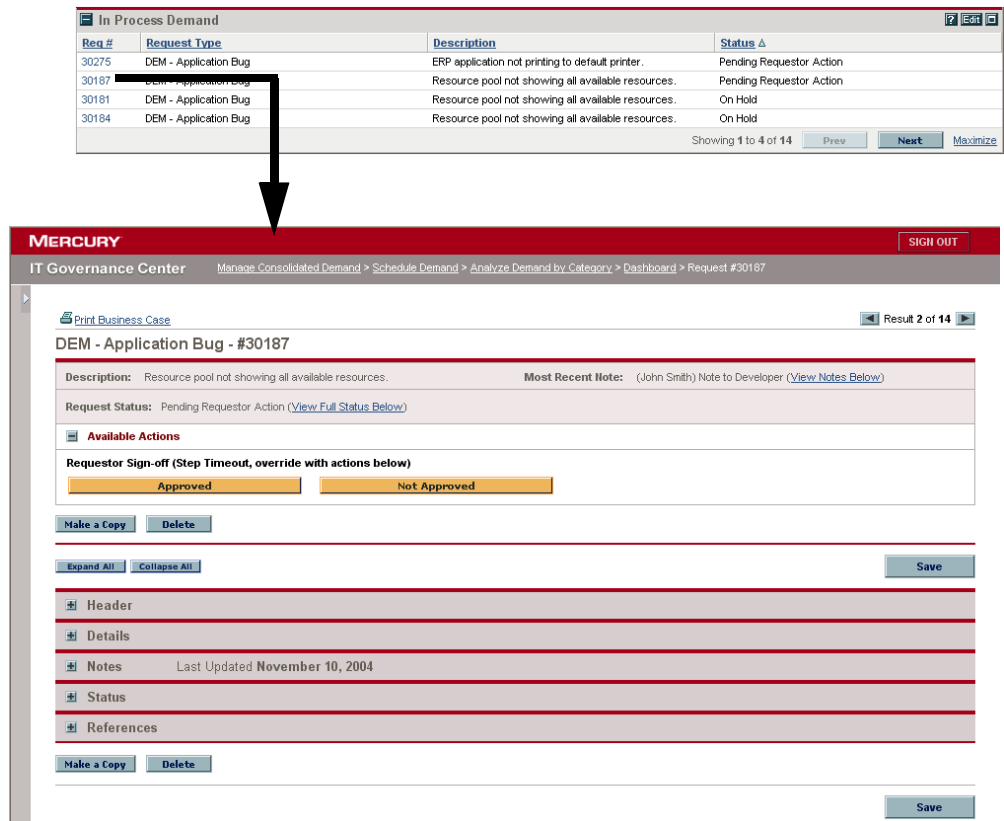 In Process Demand ? Edit
Req # Request Type Description Status
30275 DEM - Application Bug ERP application not printing to default printer. Pending Requestor Action
30187 DEM - Application Bug Resource pool not showing all available resources. Pending Requestor Action
30181 DEM - Application Bug Resource pool not showing all available resources. On Hold
30184 DEM - Application Bug Resource pool not showing all available resources. On Hold
Showing 1 to 4 of 14 Prev Next Maximize
MERCURY SIGN OUT
IT Governance Center Manage Consolidated Demand > Schedule Demand > Analyze Demand by Category > Dashboard > Request #30187
Print Business Case Result 2 of 14
DEM - Application Bug - #30187
Description: Resource pool not showing all available resources. Most Recent Note: (John Smith) Note to Developer (View Notes Below)
Request Status: Pending Requestor Action (View Full Status Below)
Available Actions
Requestor Sign-off (Step Timeout, override with actions below)
Approved Not Approved
Make a Copy Delete
Expand All Collapse All Save
Header
Details
Notes Last Updated November 10, 2004
Status
References
Make a Copy Delete
Save